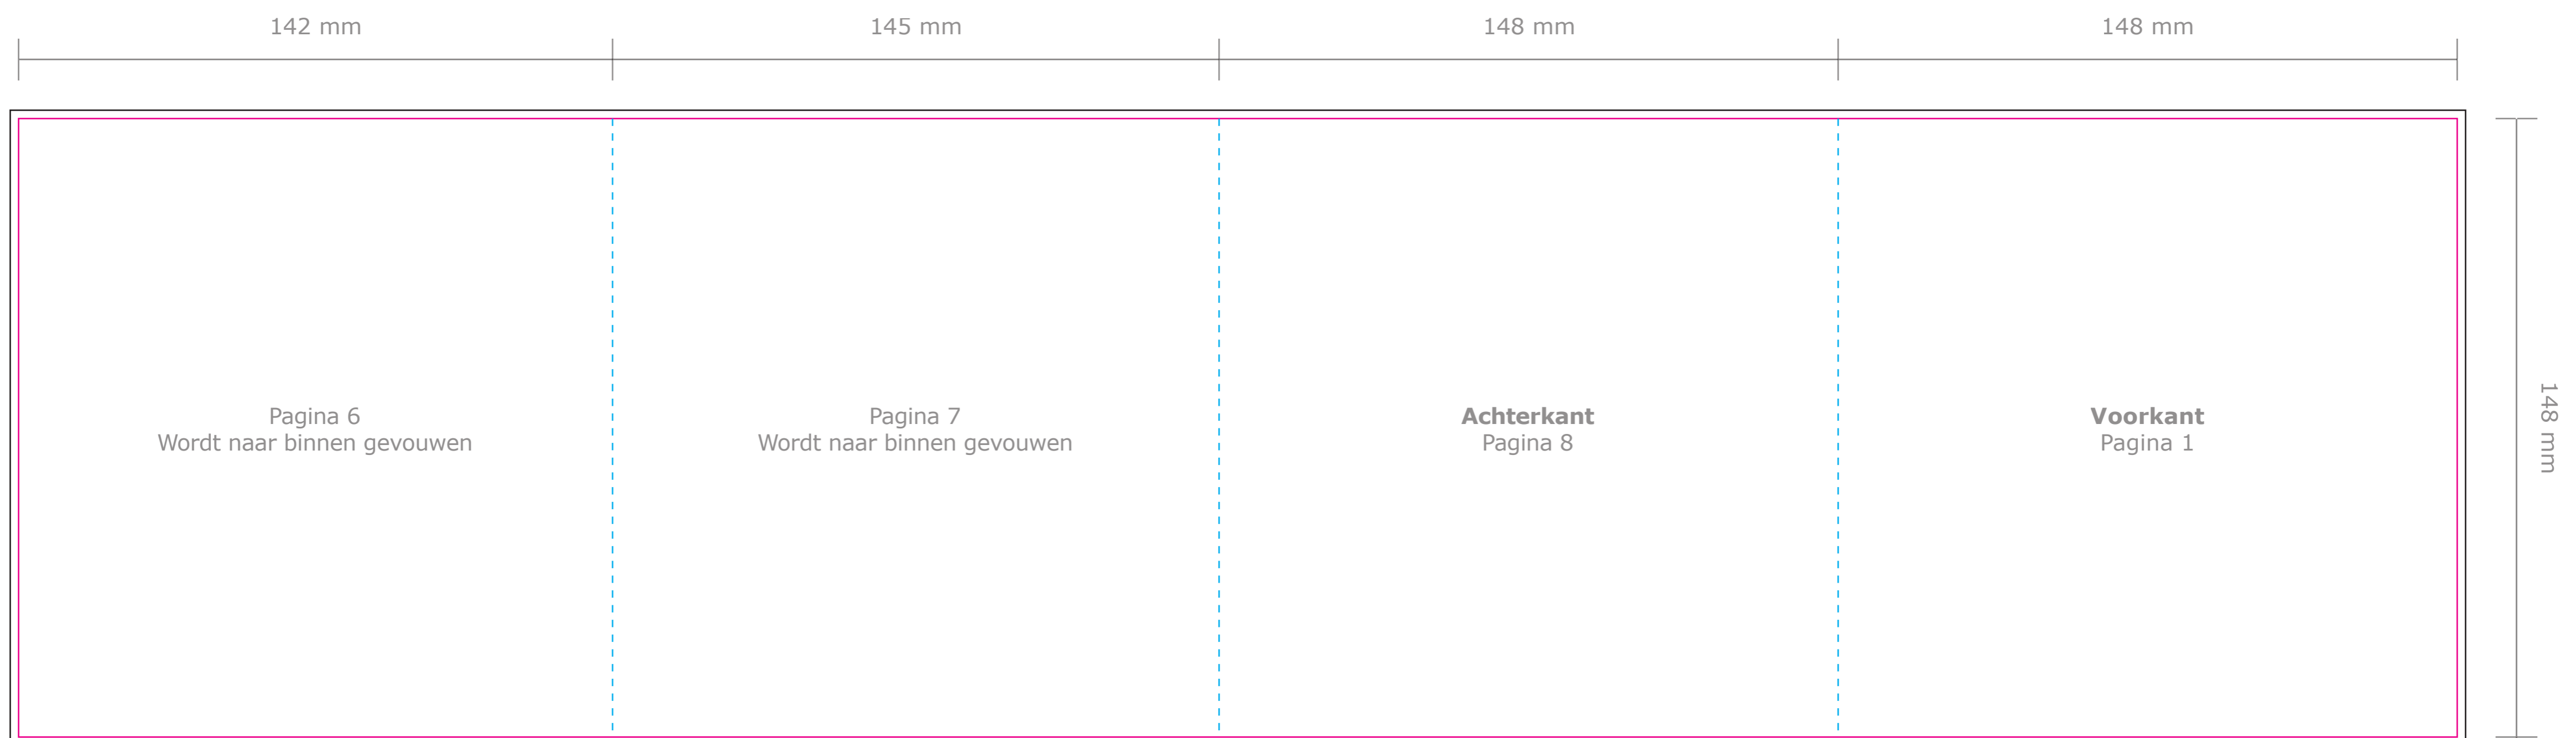 142 mm
145 mm
148 mm
148 mm
Pagina 6
Wordt naar binnen gevouwen
Pagina 7
Wordt naar binnen gevouwen
Achterkant
Pagina 8
Voorkant
Pagina 1
148 mm